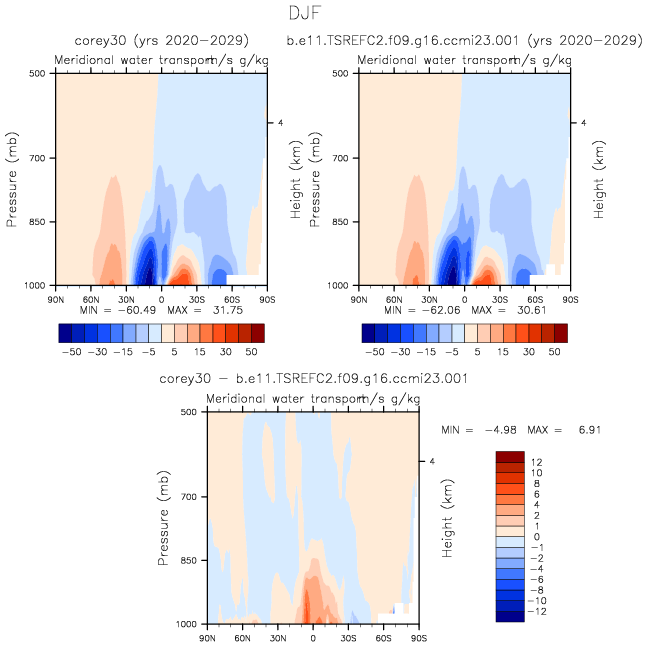 DJF
corey30 (yrs 2020-2029)
b.e11.TSREFC2.f09.g16.ccmi23.001 (yrs 2020-2029)
Meridional water transport m/s g/kg
Meridional water transport m/s g/kg
Pressure (mb)
500
700
850
1000
4
Height (km)
90N 60N 30N 0 30S 60S 90S
MIN = -60.49 MAX = 31.75
-50 -30 -15 -5 5 15 30 50
Pressure (mb)
500
700
850
1000
4
Height (km)
90N 60N 30N 0 30S 60S 90S
MIN = -62.06 MAX = 30.61
-50 -30 -15 -5 5 15 30 50
corey30 - b.e11.TSREFC2.f09.g16.ccmi23.001
Meridional water transport m/s g/kg
Pressure (mb)
500
700
850
1000
4
Height (km)
90N 60N 30N 0 30S 60S 90S
MIN = -4.98 MAX = 6.91
12
10
8
6
4
2
1
0
-1
-2
-4
-6
-8
-10
-12